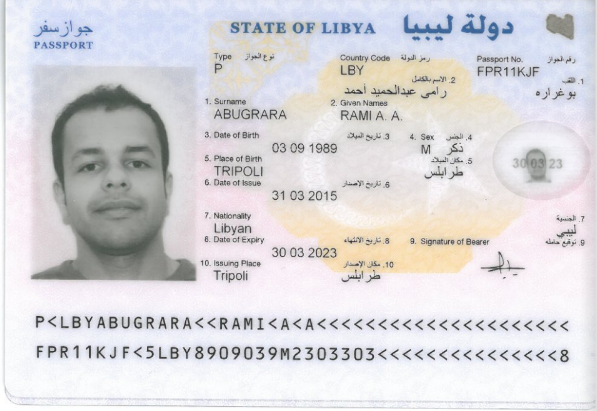 جواز سفر
PASSPORT
STATE OF LIBYA دولة ليبيا
Type نوع الجواز Country Code رمز الدولة Passport No. رقم الجواز
P LBY FPR11KJF
2. الاسم بالكامل 1. اللقب
رامي عبدالحميد أحمد بوغراره
1. Surname 2. Given Names
ABUGRARA RAMI A. A.
3. Date of Birth 3. تاريخ الميلاد 4. Sex 4. الجنس
03 09 1989 M ذكر
5. Place of Birth 5. مكان الميلاد
TRIPOLI طرابلس
30 03 23
6. Date of Issue 6. تاريخ الإصدار
31 03 2015
7. Nationality 7. الجنسية
Libyan ليبي
8. Date of Expiry 8. تاريخ الانتهاء 9. Signature of Bearer 9. توقيع حامله
30 03 2023
10. Issuing Place 10. مكان الإصدار
Tripoli طرابلس
P<LBYABUGRARA<<RAMI<A<A<<<<<<<<<<<<<<<<<<<<<
FPR11KJF<5LBY8909039M2303303<<<<<<<<<<<<<<<8